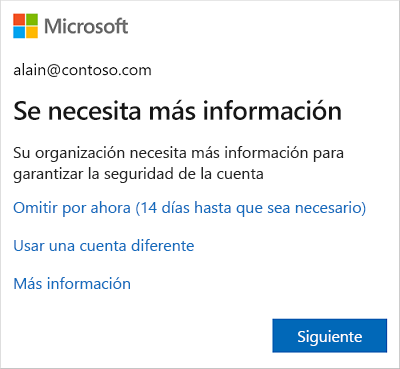 Microsoft
alain@contoso.com
Se necesita más información
Su organización necesita más información para
garantizar la seguridad de la cuenta
Omitir por ahora (14 días hasta que sea necesario)
Usar una cuenta diferente
Más información
Siguiente